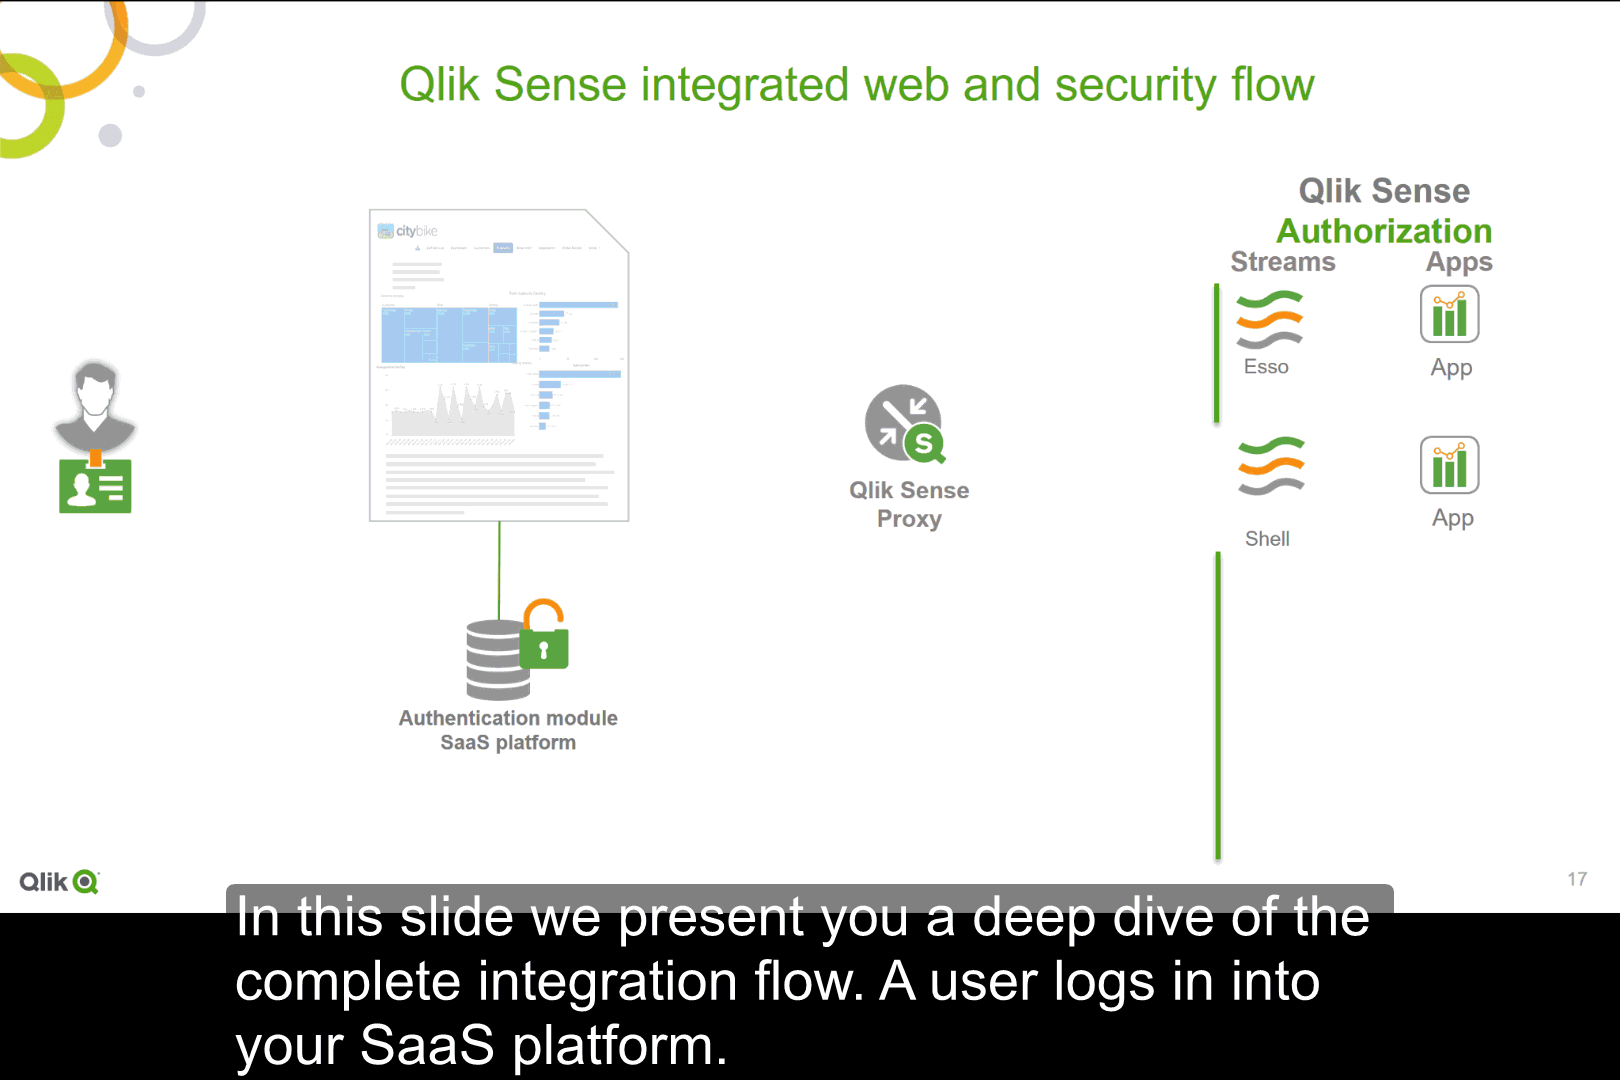 Qlik Sense integrated web and security flow
Qlik Sense
Authorization
Streams
Apps
citybike
Esso
App
Qlik Sense
Proxy
App
Shell
Authentication module
SaaS platform
Qlik
17
In this slide we present you a deep dive of the
complete integration flow. A user logs in into
your SaaS platform.